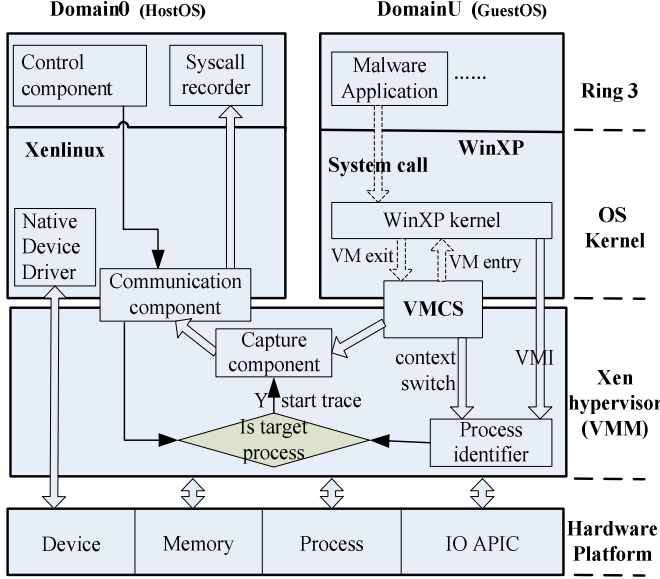 Domain0 (HostOS)
DomainU (GuestOS)
Control
component
Syscall
recorder
Malware
Application
......
Ring 3
Xenlinux
WinXP
System call
Native
Device
Driver
WinXP kernel
OS
Kernel
VM exit
VM entry
Communication
component
VMCS
Capture
component
context
switch
VMI
Xen
hypervisor
(VMM)
Y
start trace
Is target
process
Process
identifier
Device
Memory
Process
IO APIC
Hardware
Platform